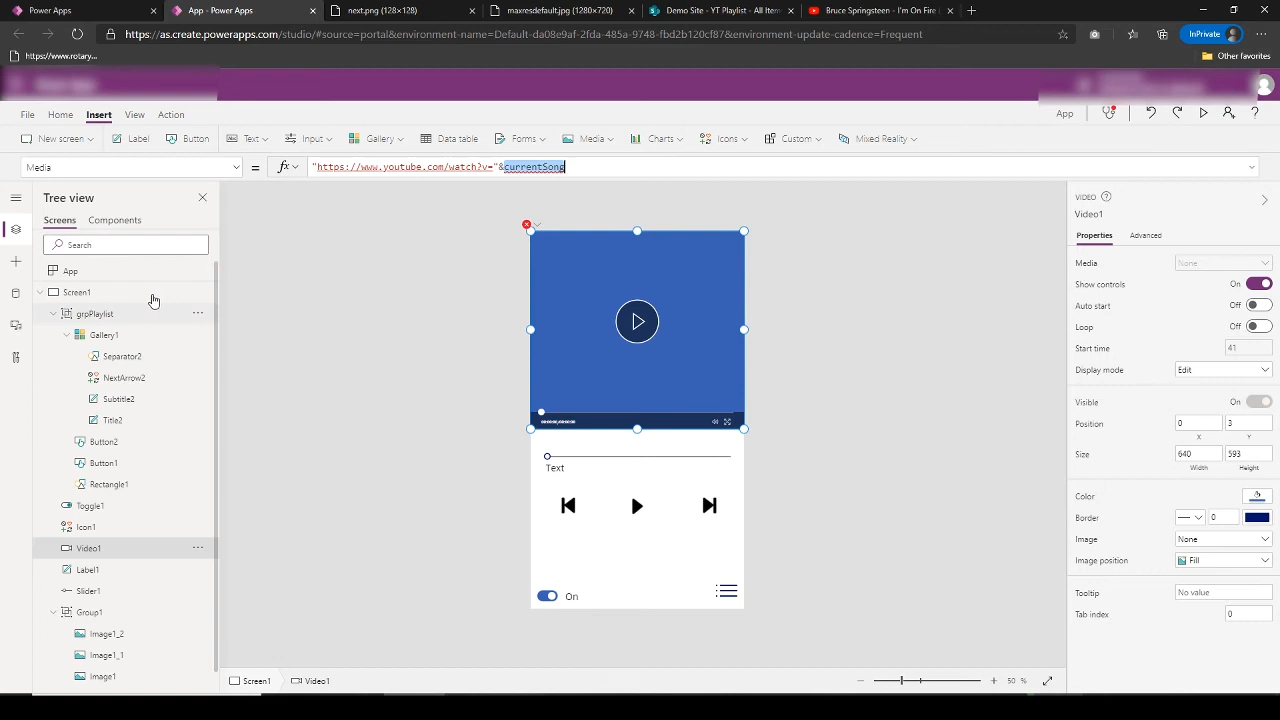 Power Apps
App - Power Apps
next.png (128×128)
maxresdefault.jpg (1280×720)
Demo Site - YT Playlist - All Item
Bruce Springsteen - I'm On Fire (
https://as.create.powerapps.com/studio/#source=portal&environment-name=Default-da08e9af-2fda-485a-9748-fbd2b120cf87&environment-update-cadence=Frequent
InPrivate
https://www.rotary...
Other favorites
File Home Insert View Action App
New screen Label Button Text Input Gallery Data table Forms Media Charts Icons Custom Mixed Reality
Media = fx "https://www.youtube.com/watch?v="&currentSong
Tree view
Screens Components
Search
App
Screen1
grpPlaylist
Gallery1
Separator2
NextArrow2
Subtitle2
Title2
Button2
Button1
Rectangle1
Toggle1
Icon1
Video1
Label1
Slider1
Group1
Image1_2
Image1_1
Image1
Text
On
VIDEO
Video1
Properties Advanced
Media None
Show controls On
Auto start Off
Loop Off
Start time 41
Display mode Edit
Visible On
Position 0 3
X Y
Size 640 593
Width Height
Color
Border 0
Image None
Image position Fill
Tooltip No value
Tab index 0
Screen1 Video1
50 %